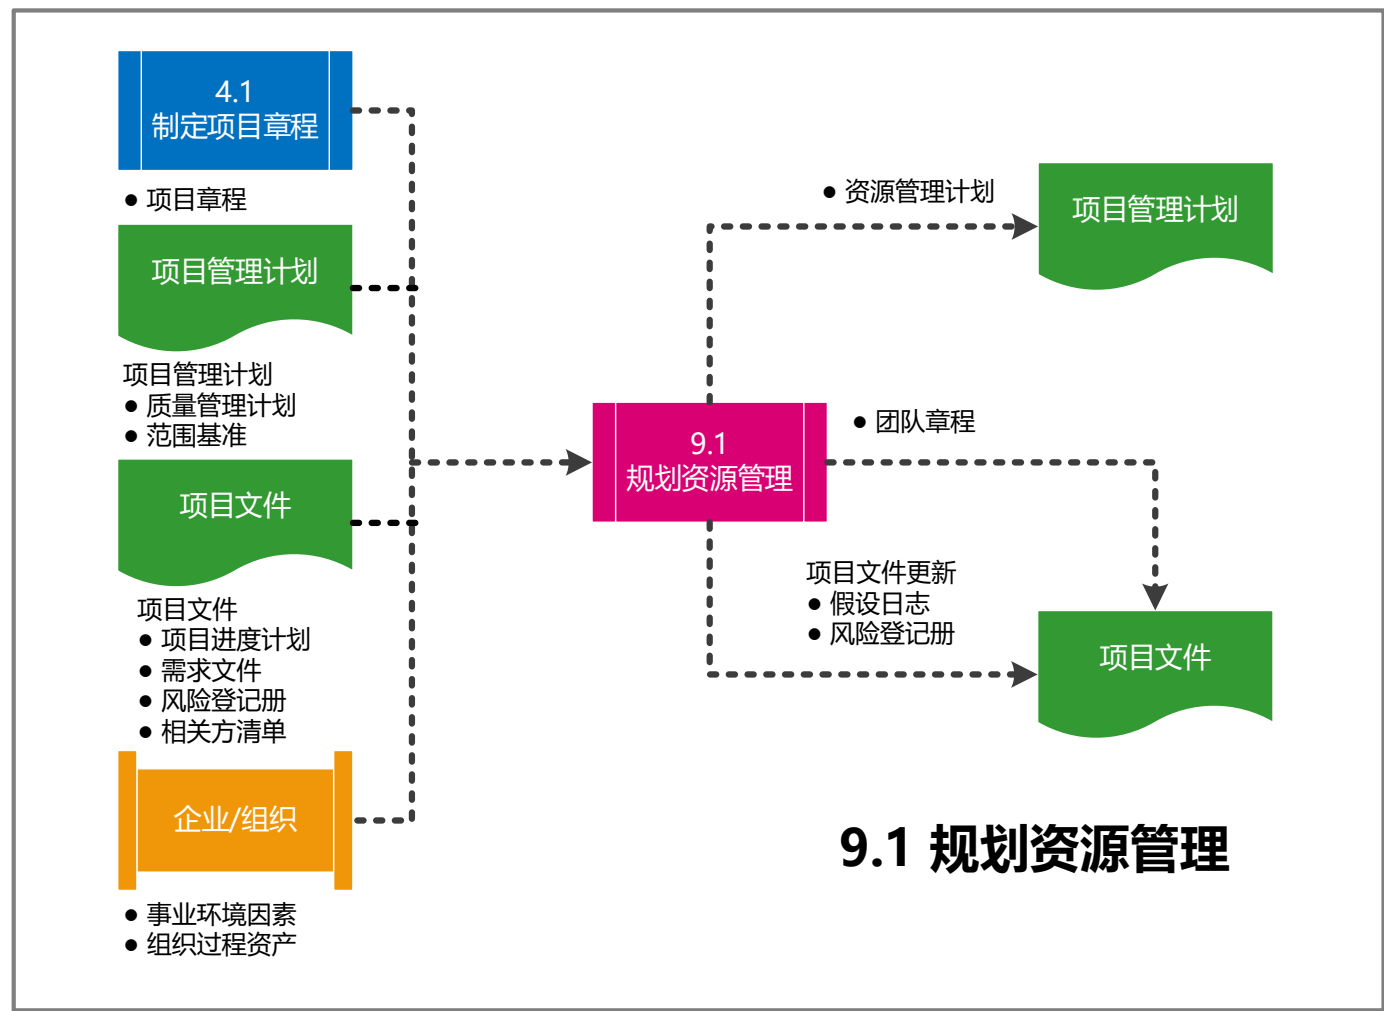 4.1
制定项目章程
● 项目章程
项目管理计划
项目管理计划
● 质量管理计划
● 范围基准
项目文件
项目文件
● 项目进度计划
● 需求文件
● 风险登记册
● 相关方清单
企业/组织
● 事业环境因素
● 组织过程资产
9.1
规划资源管理
● 资源管理计划
项目管理计划
● 团队章程
项目文件更新
● 假设日志
● 风险登记册
项目文件
9.1 规划资源管理